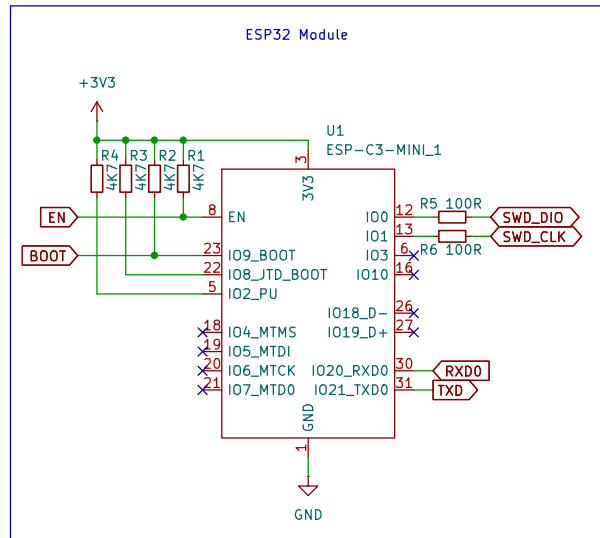 ESP32 Module
+3V3
U1
ESP-C3-MINI_1
R4 4K7
R3 4K7
R2 4K7
R1 4K7
3
3V3
EN
8
EN
BOOT
23
IO9_BOOT
22
IO8_JTD_BOOT
5
IO2_PU
18
IO4_MTMS
19
IO5_MTDI
20
IO6_MTCK
21
IO7_MTD0
IO0
12
R5 100R
SWD_DIO
IO1
13
R6 100R
SWD_CLK
IO3
6
IO10
16
IO18_D-
26
IO19_D+
27
IO20_RXD0
30
RXD0
IO21_TXD0
31
TXD
GND
1
GND